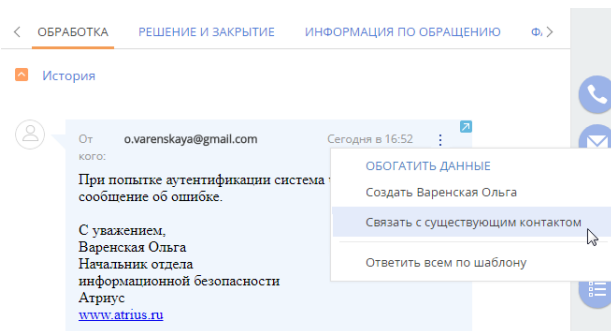 ОБРАБОТКА РЕШЕНИЕ И ЗАКРЫТИЕ ИНФОРМАЦИЯ ПО ОБРАЩЕНИЮ
История
От кого: o.varenskaya@gmail.com Сегодня в 16:52
При попытке аутентификации система
сообщение об ошибке.
С уважением,
Варенская Ольга
Начальник отдела
информационной безопасности
Атриус
www.atrius.ru
ОБОГАТИТЬ ДАННЫЕ
Создать Варенская Ольга
Связать с существующим контактом
Ответить всем по шаблону